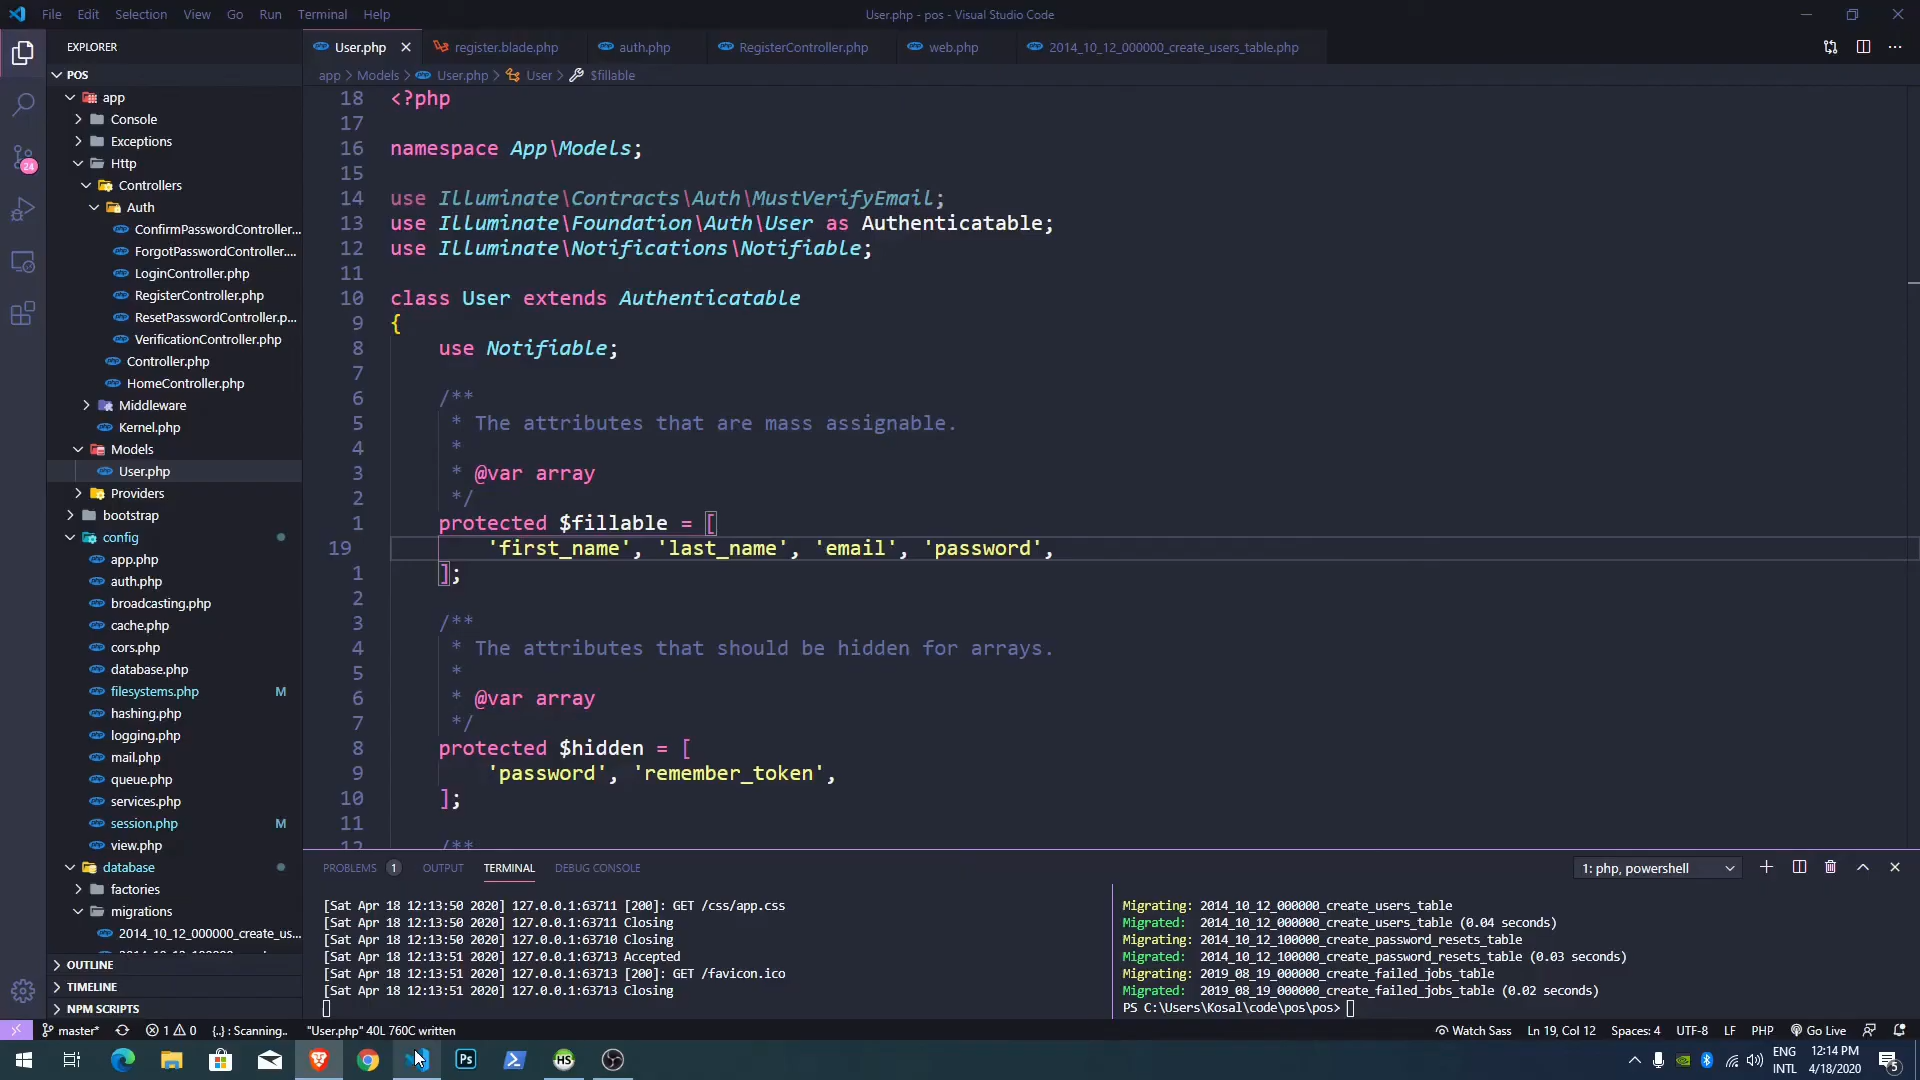 File Edit Selection View Go Run Terminal Help
User.php - pos - Visual Studio Code
EXPLORER
User.php
register.blade.php
auth.php
RegisterController.php
web.php
2014_10_12_000000_create_users_table.php
POS
app > Models > User.php > User > $fillable
app
Console
Exceptions
Http
Controllers
Auth
ConfirmPasswordController...
ForgotPasswordController....
LoginController.php
RegisterController.php
ResetPasswordController.p...
VerificationController.php
Controller.php
HomeController.php
Middleware
Kernel.php
Models
User.php
Providers
bootstrap
config
app.php
auth.php
broadcasting.php
cache.php
cors.php
database.php
filesystems.php M
hashing.php
logging.php
mail.php
queue.php
services.php
session.php M
view.php
database
factories
migrations
2014_10_12_000000_create_us...
OUTLINE
TIMELINE
NPM SCRIPTS
24
18 <?php
17
16 namespace App\Models;
15
14 use Illuminate\Contracts\Auth\MustVerifyEmail;
13 use Illuminate\Foundation\Auth\User as Authenticatable;
12 use Illuminate\Notifications\Notifiable;
11
10 class User extends Authenticatable
9 {
8 use Notifiable;
7
6 /**
5 * The attributes that are mass assignable.
4 *
3 * @var array
2 */
1 protected $fillable = [
19 'first_name', 'last_name', 'email', 'password',
1 ];
2
3 /**
4 * The attributes that should be hidden for arrays.
5 *
6 * @var array
7 */
8 protected $hidden = [
9 'password', 'remember_token',
10 ];
11
12 /**
PROBLEMS 1 OUTPUT TERMINAL DEBUG CONSOLE
1: php, powershell
[Sat Apr 18 12:13:50 2020] 127.0.0.1:63711 [200]: GET /css/app.css
[Sat Apr 18 12:13:50 2020] 127.0.0.1:63711 Closing
[Sat Apr 18 12:13:50 2020] 127.0.0.1:63710 Closing
[Sat Apr 18 12:13:51 2020] 127.0.0.1:63713 Accepted
[Sat Apr 18 12:13:51 2020] 127.0.0.1:63713 [200]: GET /favicon.ico
[Sat Apr 18 12:13:51 2020] 127.0.0.1:63713 Closing
Migrating: 2014_10_12_000000_create_users_table
Migrated: 2014_10_12_000000_create_users_table (0.04 seconds)
Migrating: 2014_10_12_100000_create_password_resets_table
Migrated: 2014_10_12_100000_create_password_resets_table (0.03 seconds)
Migrating: 2019_08_19_000000_create_failed_jobs_table
Migrated: 2019_08_19_000000_create_failed_jobs_table (0.02 seconds)
PS C:\Users\Kosal\code\pos\pos>
master* 1 0 {..} : Scanning.. "User.php" 40L 760C written
Watch Sass Ln 19, Col 12 Spaces: 4 UTF-8 LF PHP Go Live
Ps
HS
ENG
INTL
12:14 PM
4/18/2020
5